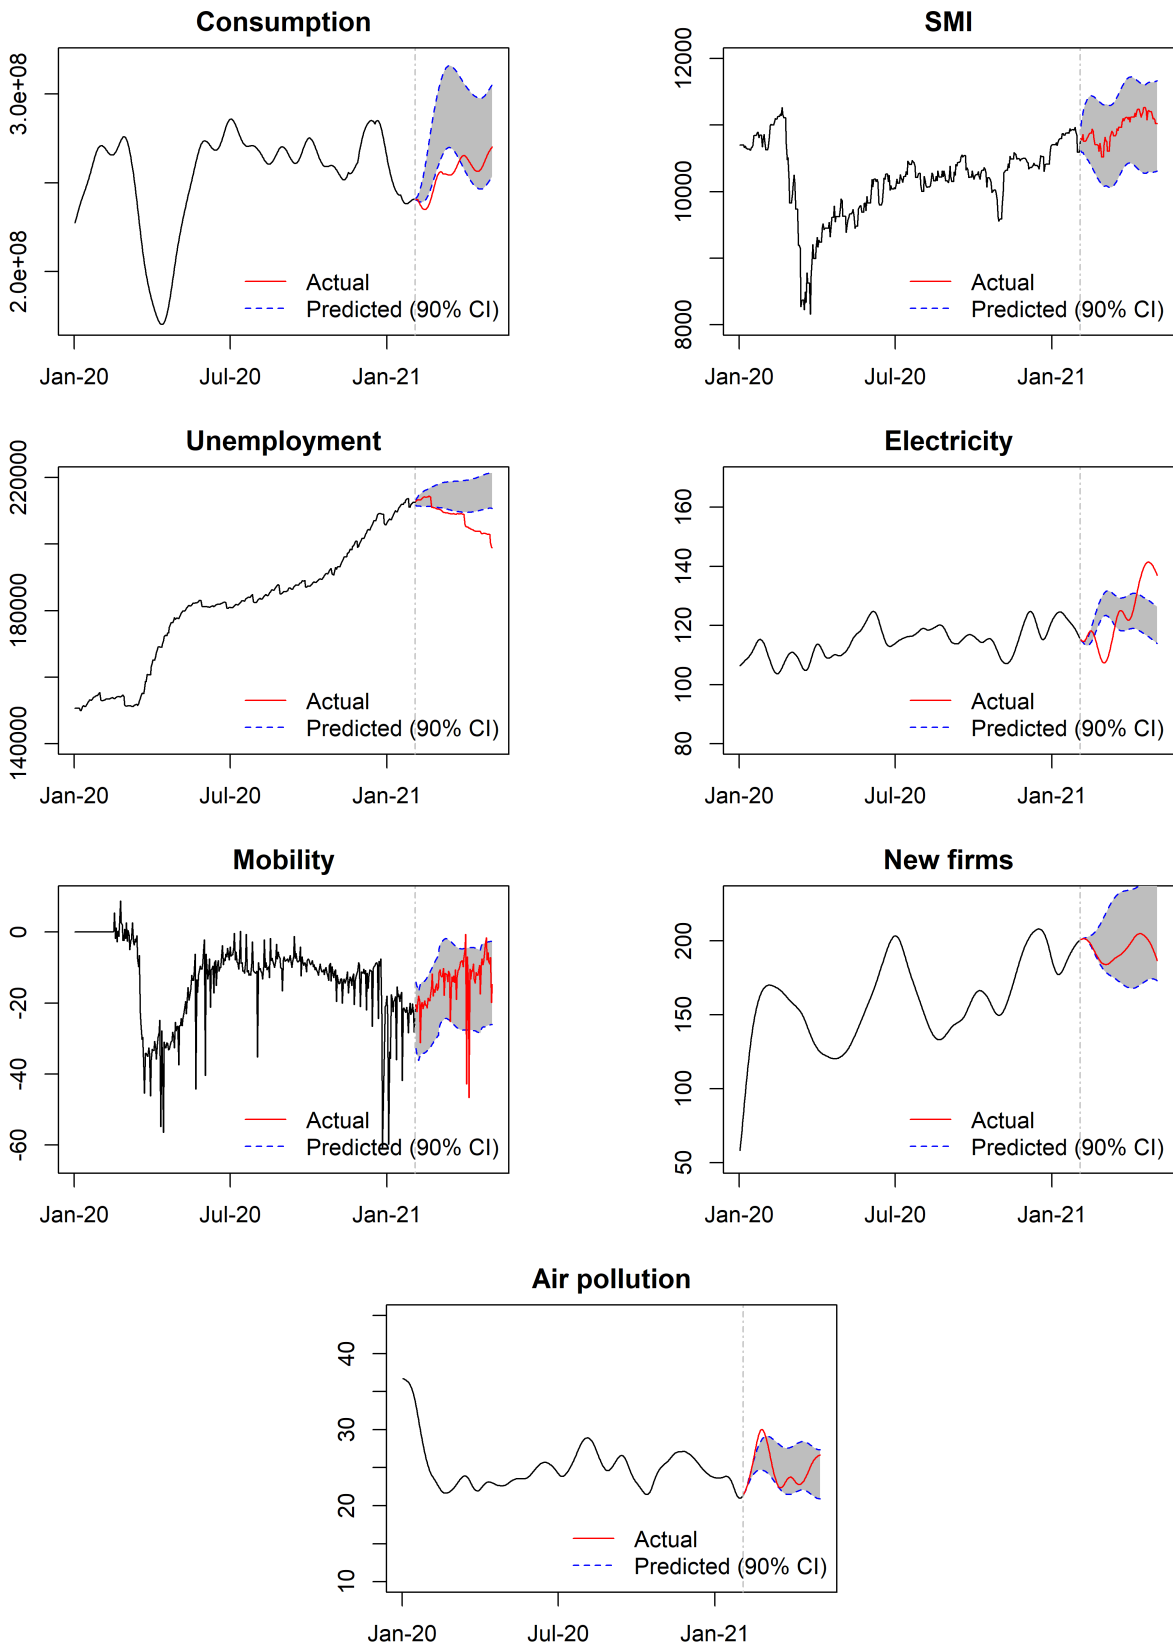 Consumption
3.0e+08
2.0e+08
Actual
Predicted (90% CI)
Jan-20 Jul-20 Jan-21
SMI
12000
10000
8000
Actual
Predicted (90% CI)
Jan-20 Jul-20 Jan-21
Unemployment
220000
180000
140000
Actual
Predicted (90% CI)
Jan-20 Jul-20 Jan-21
Electricity
160
140
120
100
80
Actual
Predicted (90% CI)
Jan-20 Jul-20 Jan-21
Mobility
0
-20
-40
-60
Actual
Predicted (90% CI)
Jan-20 Jul-20 Jan-21
New firms
200
150
100
50
Actual
Predicted (90% CI)
Jan-20 Jul-20 Jan-21
Air pollution
40
30
20
10
Actual
Predicted (90% CI)
Jan-20 Jul-20 Jan-21